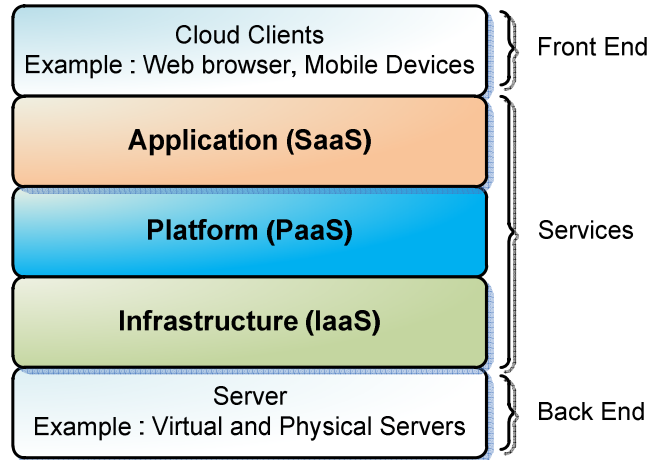 Cloud Clients
Example : Web browser, Mobile Devices
Front End
Application (SaaS)
Platform (PaaS)
Services
Infrastructure (IaaS)
Server
Example : Virtual and Physical Servers
Back End